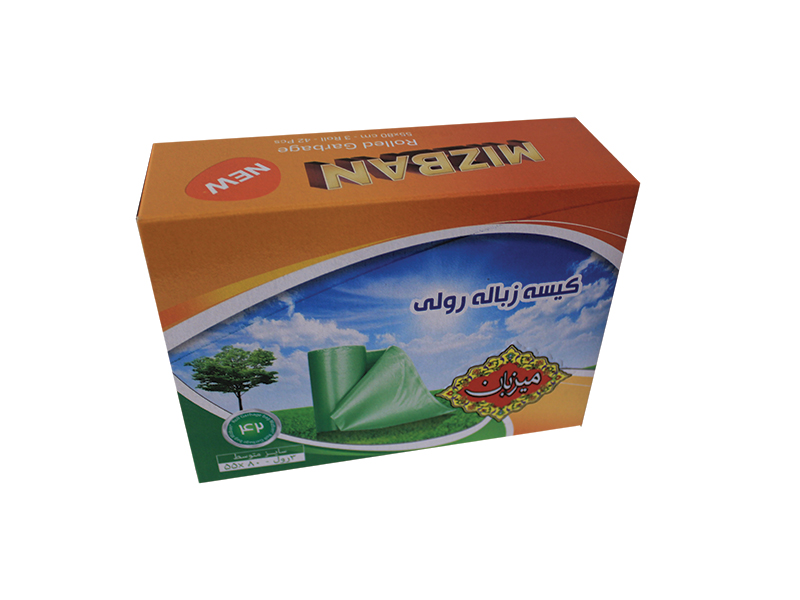 MIZBAN
Rolled Garbage
55x80 cm - 3 Roll - 42 Pcs
NEW
کیسه زباله رولی
میزبان
۴۲
سایز متوسط
۳ رول - ۸۰ x ۵۵